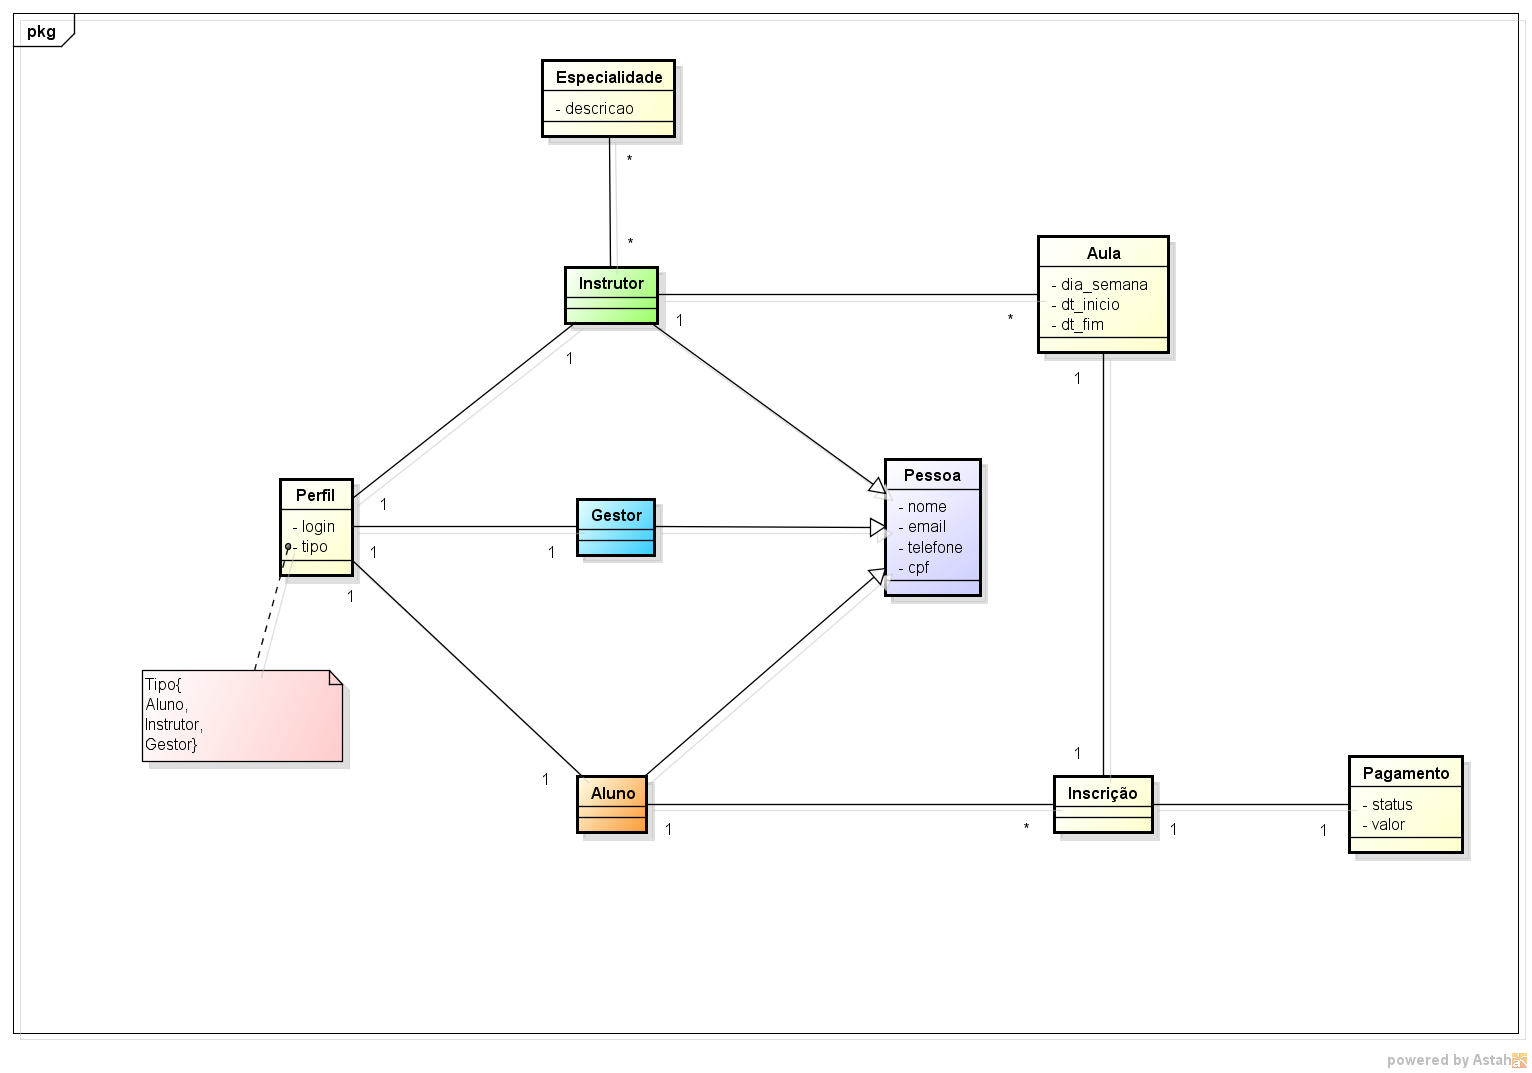 pkg
Especialidade
- descricao
*
*
Instrutor
1
*
1
Aula
- dia_semana
- dt_inicio
- dt_fim
1
Perfil
- login
- tipo
1
1
1
Gestor
1
Pessoa
- nome
- email
- telefone
- cpf
Tipo{
Aluno,
Instrutor,
Gestor}
1
Aluno
1
*
1
Inscrição
1
1
Pagamento
- status
- valor
powered by Astah